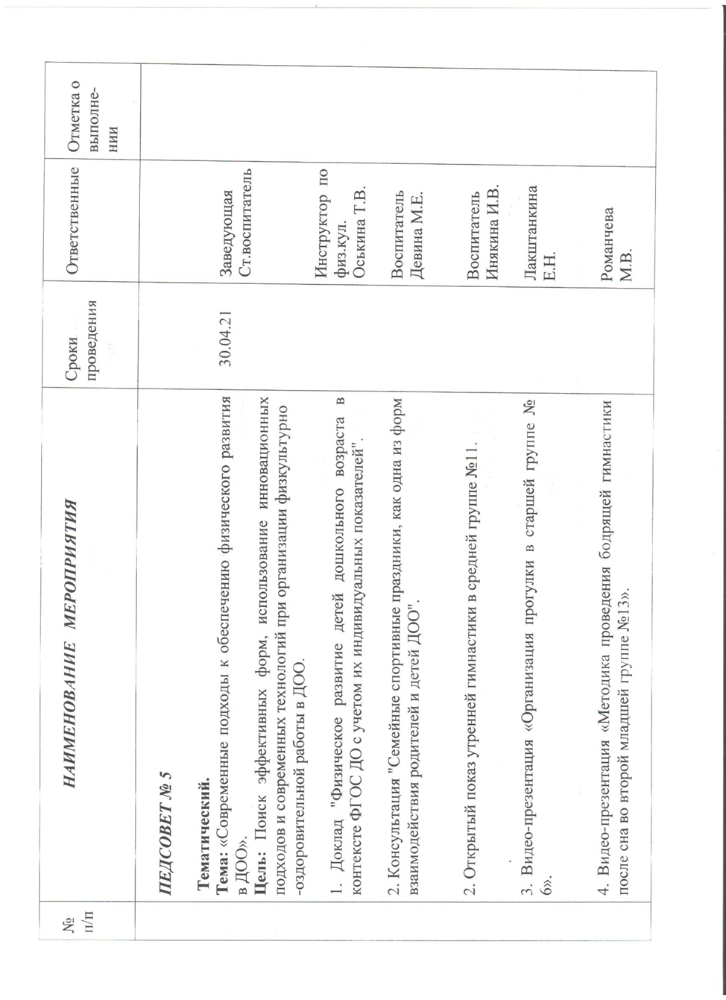 №
п/п
НАИМЕНОВАНИЕ МЕРОПРИЯТИЯ
Сроки
проведения
Ответственные
Отметка о
выполне-
нии
ПЕДСОВЕТ № 5
Тематический.
Тема: «Современные подходы к обеспечению физического развития
в ДОО».
Цель: Поиск эффективных форм, использование инновационных
подходов и современных технологий при организации физкультурно
-оздоровительной работы в ДОО.
30.04.21
Заведующая
Ст.воспитатель
1. Доклад "Физическое развитие детей дошкольного возраста в
контексте ФГОС ДО с учетом их индивидуальных показателей".
Инструктор по
физ.кул.
Оськина Т.В.
2. Консультация "Семейные спортивные праздники, как одна из форм
взаимодействия родителей и детей ДОО".
Воспитатель
Девина М.Е.
2. Открытый показ утренней гимнастики в средней группе №11.
Воспитатель
Инякина И.В.
3. Видео-презентация «Организация прогулки в старшей группе №
6».
Лакштанкина
Е.Н.
4. Видео-презентация «Методика проведения бодрящей гимнастики
после сна во второй младшей группе №13».
Романчева
М.В.